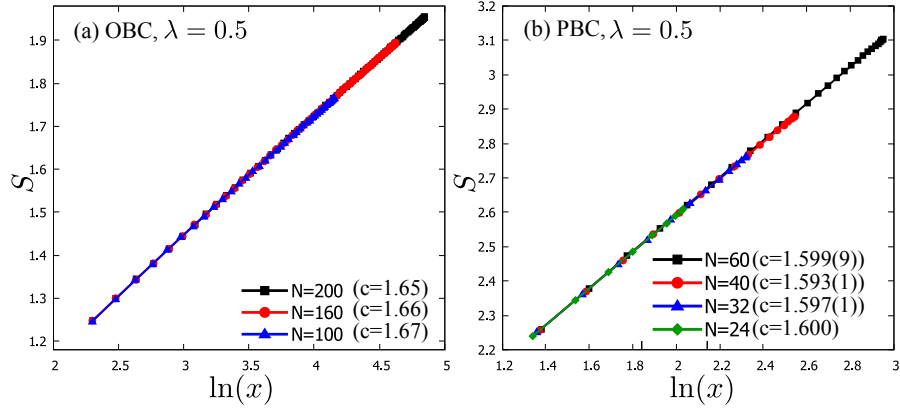 (a) OBC, λ = 0.5
S
1.9
1.8
1.7
1.6
1.5
1.4
1.3
1.2
N=200 (c=1.65)
N=160 (c=1.66)
N=100 (c=1.67)
2 2.5 3 3.5 4 4.5 5
ln(x)
(b) PBC, λ = 0.5
S
3.2
3.1
3
2.9
2.8
2.7
2.6
2.5
2.4
2.3
2.2
N=60 (c=1.599(9))
N=40 (c=1.593(1))
N=32 (c=1.597(1))
N=24 (c=1.600)
1.2 1.4 1.6 1.8 2 2.2 2.4 2.6 2.8 3
ln(x)